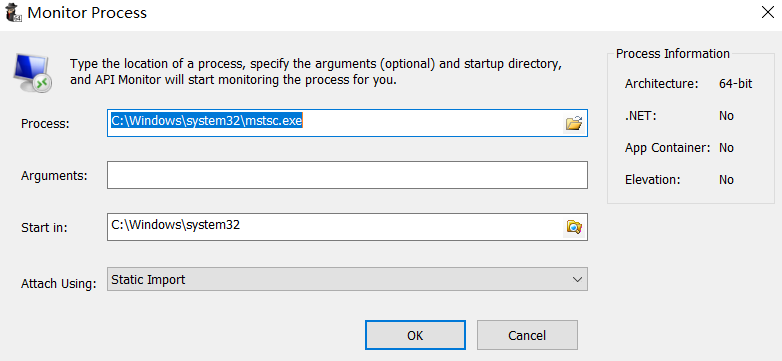 Monitor Process
Type the location of a process, specify the arguments (optional) and startup directory,
and API Monitor will start monitoring the process for you.
Process: C:\Windows\system32\mstsc.exe
Arguments:
Start in: C:\Windows\system32
Attach Using: Static Import
OK Cancel
Process Information
Architecture: 64-bit
.NET: No
App Container: No
Elevation: No